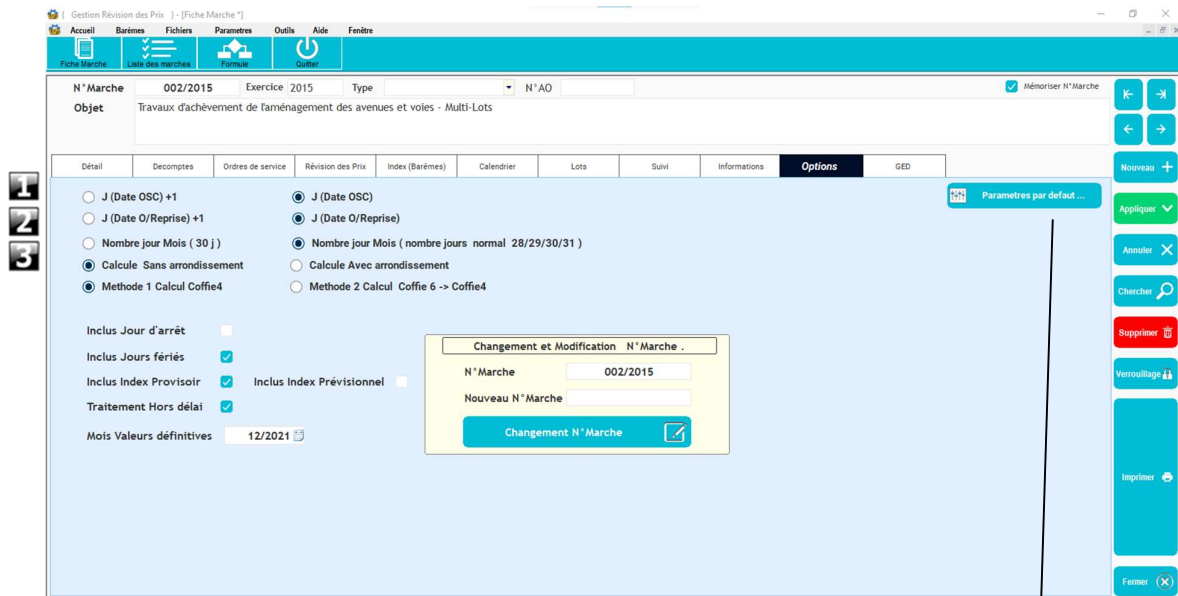 ( Gestion Révision des Prix ) - [Fiche Marche *]
Accueil Barèmes Fichiers Parametres Outils Aide Fenêtre
Fiche Marche Liste des marches Formule Quitter
N°Marche 002/2015 Exercice 2015 Type N°AO Mémoriser N°Marche
Objet Travaux d'achèvement de l'aménagement des avenues et voies - Multi-Lots
Détail Decomptes Ordres de service Révision des Prix Index (Barèmes) Calendrier Lots Suivi Informations Options GED
Nouveau
1 J (Date OSC) +1 J (Date OSC) Parametres par defaut ...
2 J (Date O/Reprise) +1 J (Date O/Reprise) Appliquer
3 Nombre jour Mois ( 30 j ) Nombre jour Mois ( nombre jours normal 28/29/30/31 ) Annuler
Calcule Sans arrondissement Calcule Avec arrondissement
Methode 1 Calcul Coffie4 Methode 2 Calcul Coffie 6 -> Coffie4 Chercher
Inclus Jour d'arrêt Supprimer
Changement et Modification N°Marche .
Inclus Jours fériés
N°Marche 002/2015 Verrouillage
Inclus Index Provisoir Inclus Index Prévisionnel
Nouveau N°Marche
Traitement Hors délai
Mois Valeurs définitives 12/2021 Changement N°Marche
Imprimer
Fermer